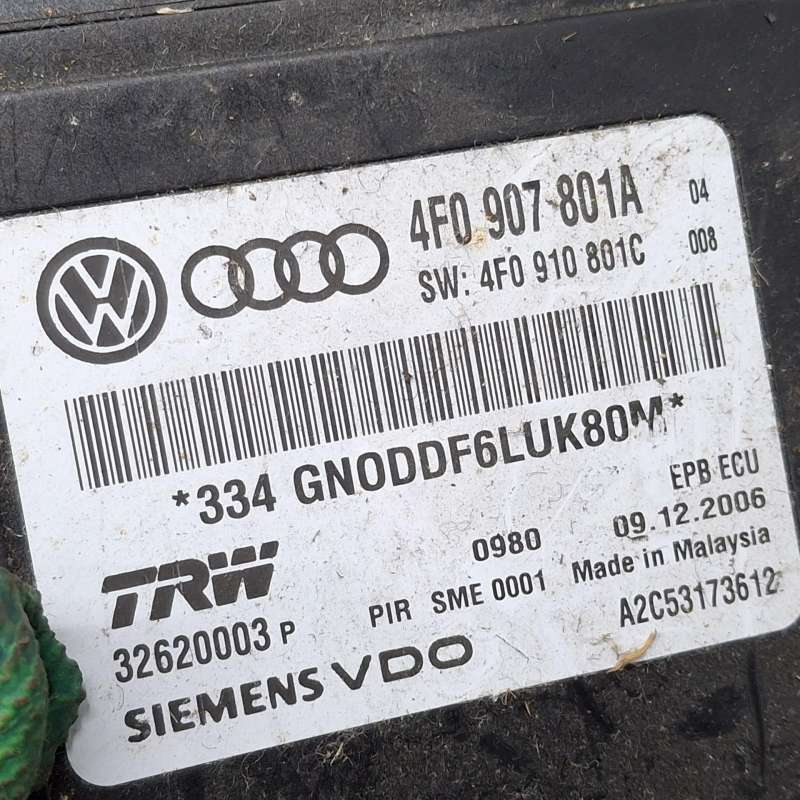 4F0 907 801A 04
SW: 4F0 910 801C 008
*334 GNODDF6LUK80M*
EPB ECU
TRW 0980 09.12.2006
PIR SME 0001 Made in Malaysia
32620003 P A2C53173612
SIEMENS VDO